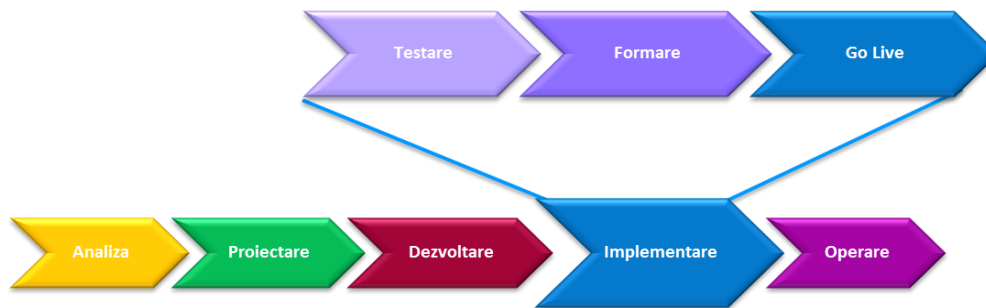 Testare
Formare
Go Live
Analiza
Proiectare
Dezvoltare
Implementare
Operare